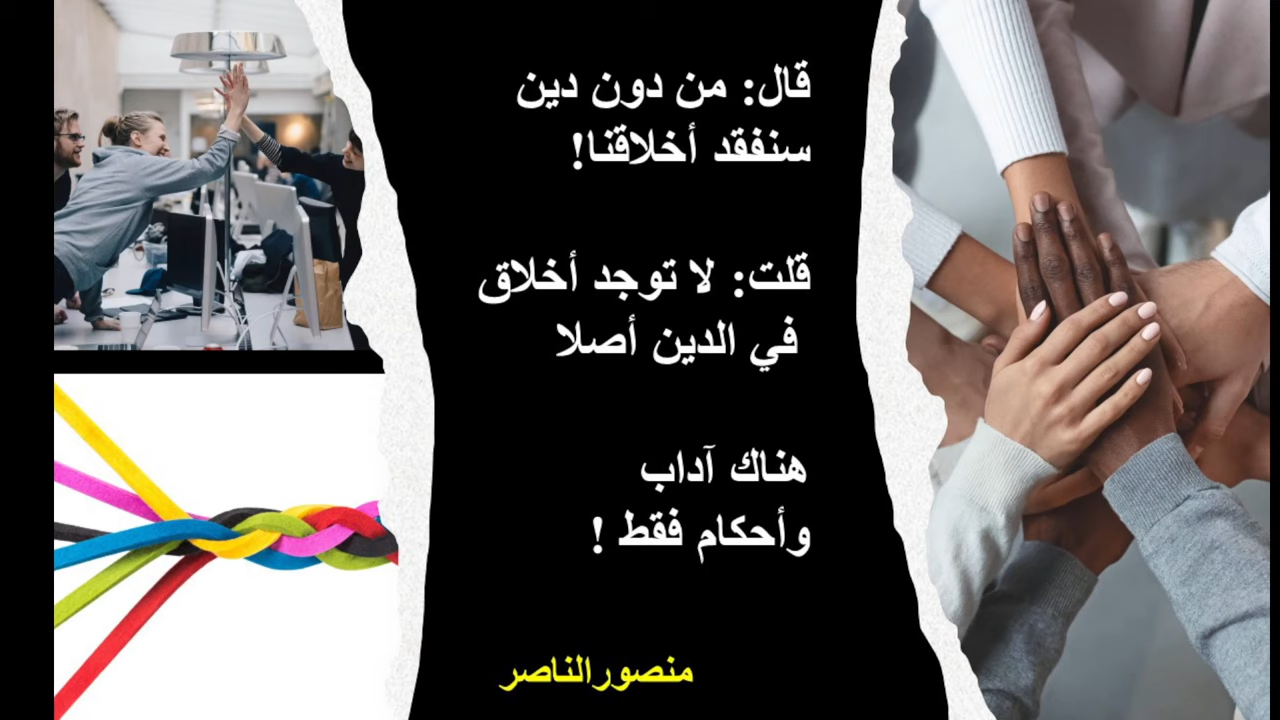 قال: من دون دين
سنفقد أخلاقنا!
قلت: لا توجد أخلاق
في الدين أصلا
هناك آداب
وأحكام فقط !
منصورالناصر